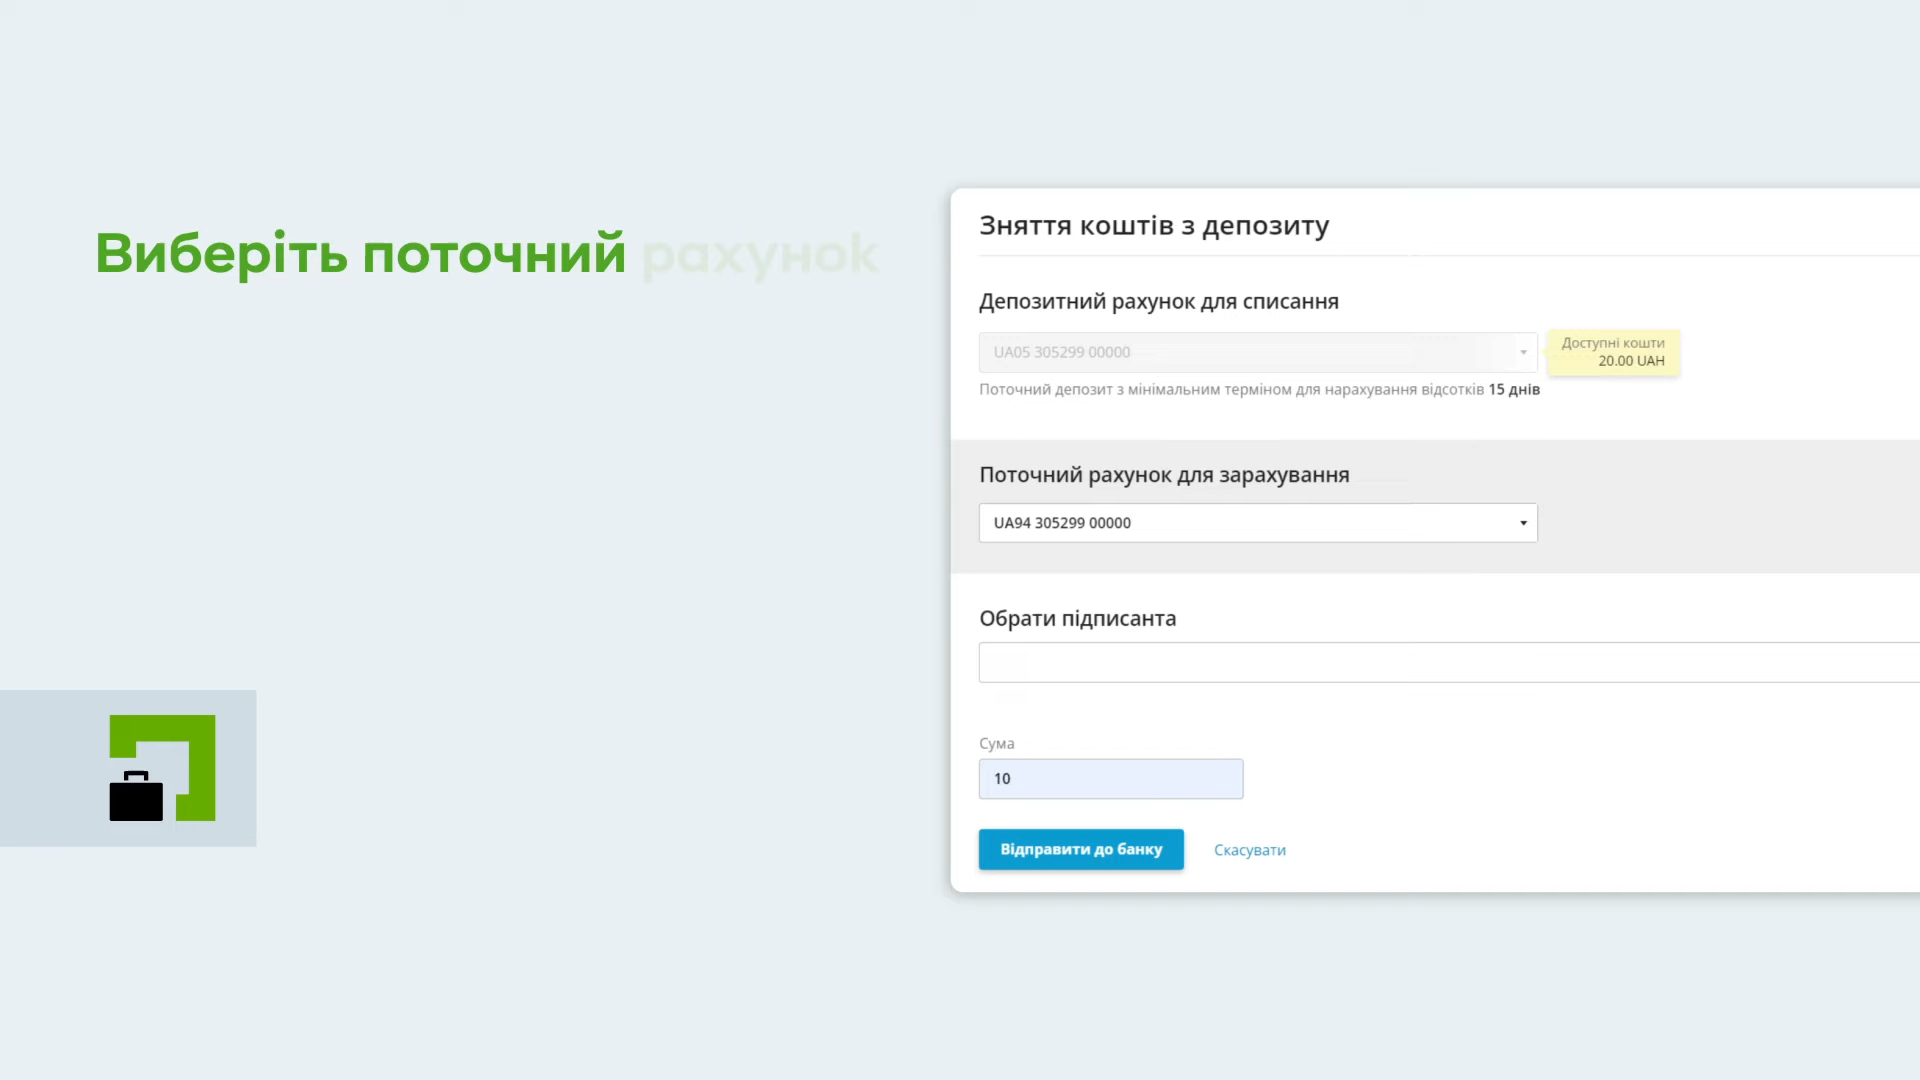 Виберіть поточний рахунок
Зняття коштів з депозиту
Депозитний рахунок для списання
UA05 305299 00000
Доступні кошти
20.00 UAH
Поточний депозит з мінімальним терміном для нарахування відсотків 15 днів
Поточний рахунок для зарахування
UA94 305299 00000
Обрати підписанта
Сума
10
Відправити до банку
Скасувати